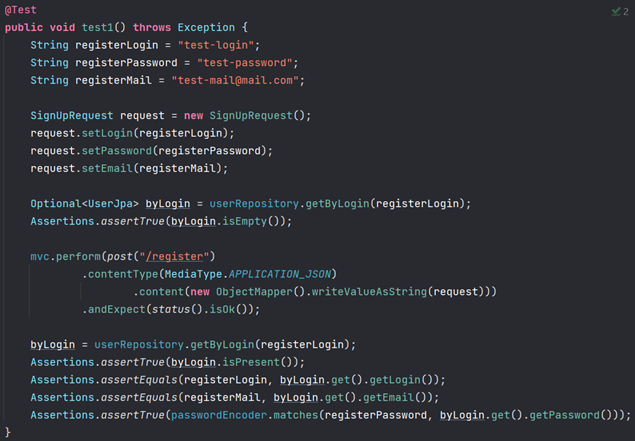 @Test
2
public void test1() throws Exception {
    String registerLogin = "test-login";
    String registerPassword = "test-password";
    String registerMail = "test-mail@mail.com";

    SignUpRequest request = new SignUpRequest();
    request.setLogin(registerLogin);
    request.setPassword(registerPassword);
    request.setEmail(registerMail);

    Optional<UserJpa> byLogin = userRepository.getByLogin(registerLogin);
    Assertions.assertTrue(byLogin.isEmpty());

    mvc.perform(post("/register")
            .contentType(MediaType.APPLICATION_JSON)
                    .content(new ObjectMapper().writeValueAsString(request)))
            .andExpect(status().isOk());

    byLogin = userRepository.getByLogin(registerLogin);
    Assertions.assertTrue(byLogin.isPresent());
    Assertions.assertEquals(registerLogin, byLogin.get().getLogin());
    Assertions.assertEquals(registerMail, byLogin.get().getEmail());
    Assertions.assertTrue(passwordEncoder.matches(registerPassword, byLogin.get().getPassword()));
}